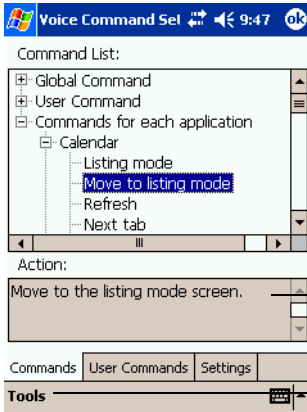 Voice Command Sel 9:47 ok
Command List:
Global Command
User Command
Commands for each application
Calendar
Listing mode
Move to listing mode
Refresh
Next tab
Action:
Move to the listing mode screen.
Commands User Commands Settings
Tools